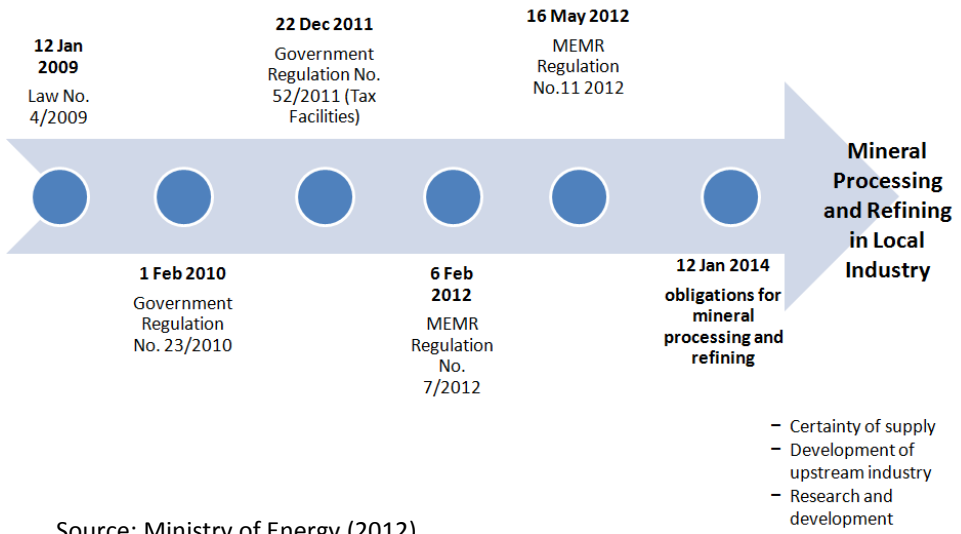 12 Jan
2009
Law No.
4/2009
22 Dec 2011
Government
Regulation No.
52/2011 (Tax
Facilities)
16 May 2012
MEMR
Regulation
No.11 2012
1 Feb 2010
Government
Regulation
No. 23/2010
6 Feb
2012
MEMR
Regulation
No.
7/2012
12 Jan 2014
obligations for
mineral
processing and
refining
Mineral
Processing
and Refining
in Local
Industry
– Certainty of supply
– Development of
upstream industry
– Research and
development
Source: Ministry of Energy (2012)